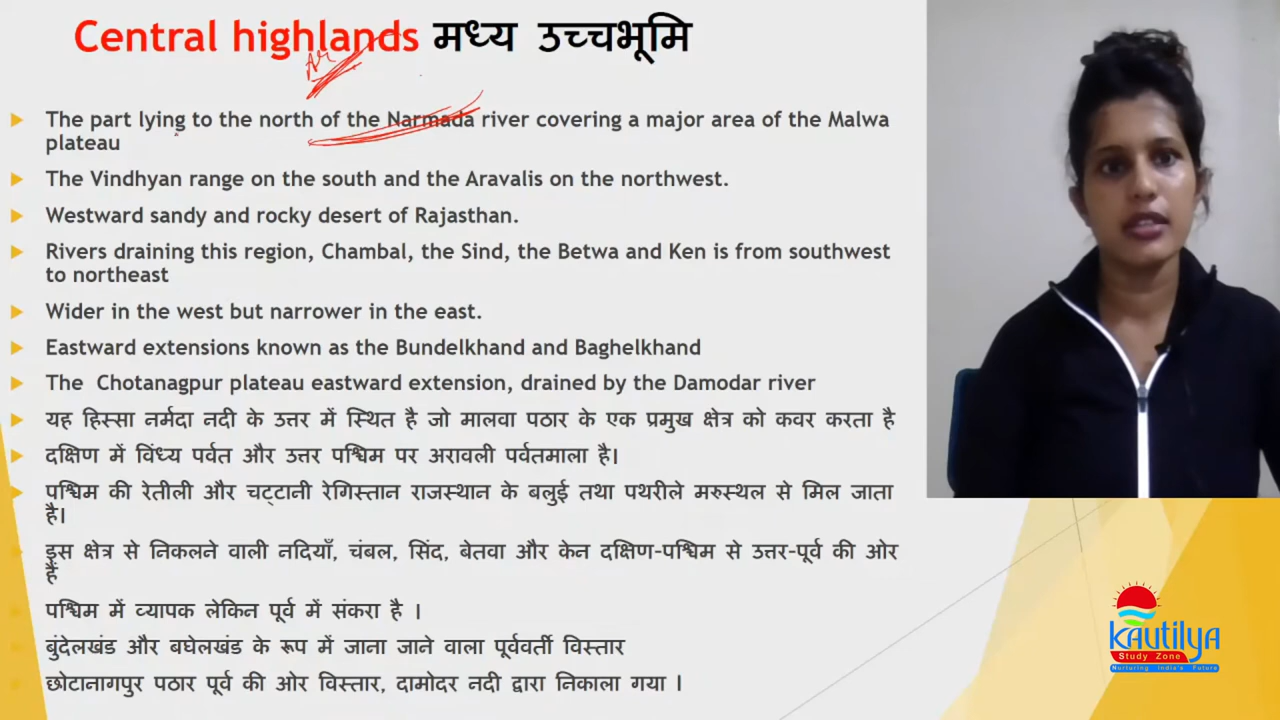 Central highlands मध्य उच्चभूमि
Ar
The part lying to the north of the Narmada river covering a major area of the Malwa
plateau
The Vindhyan range on the south and the Aravalis on the northwest.
Westward sandy and rocky desert of Rajasthan.
Rivers draining this region, Chambal, the Sind, the Betwa and Ken is from southwest
to northeast
Wider in the west but narrower in the east.
Eastward extensions known as the Bundelkhand and Baghelkhand
The Chotanagpur plateau eastward extension, drained by the Damodar river
यह हिस्सा नर्मदा नदी के उत्तर में स्थित है जो मालवा पठार के एक प्रमुख क्षेत्र को कवर करता है
दक्षिण में विंध्य पर्वत और उत्तर पश्चिम पर अरावली पर्वतमाला है।
पश्चिम की रेतीली और चट्टानी रेगिस्तान राजस्थान के बलुई तथा पथरीले मरुस्थल से मिल जाता
है।
इस क्षेत्र से निकलने वाली नदियाँ, चंबल, सिंद, बेतवा और केन दक्षिण-पश्चिम से उत्तर-पूर्व की ओर
हैं
पश्चिम में व्यापक लेकिन पूर्व में संकरा है ।
बुंदेलखंड और बघेलखंड के रूप में जाना जाने वाला पूर्ववर्ती विस्तार
छोटानागपुर पठार पूर्व की ओर विस्तार, दामोदर नदी द्वारा निकाला गया ।
Kautilya
Study Zone
Nurturing India's Future